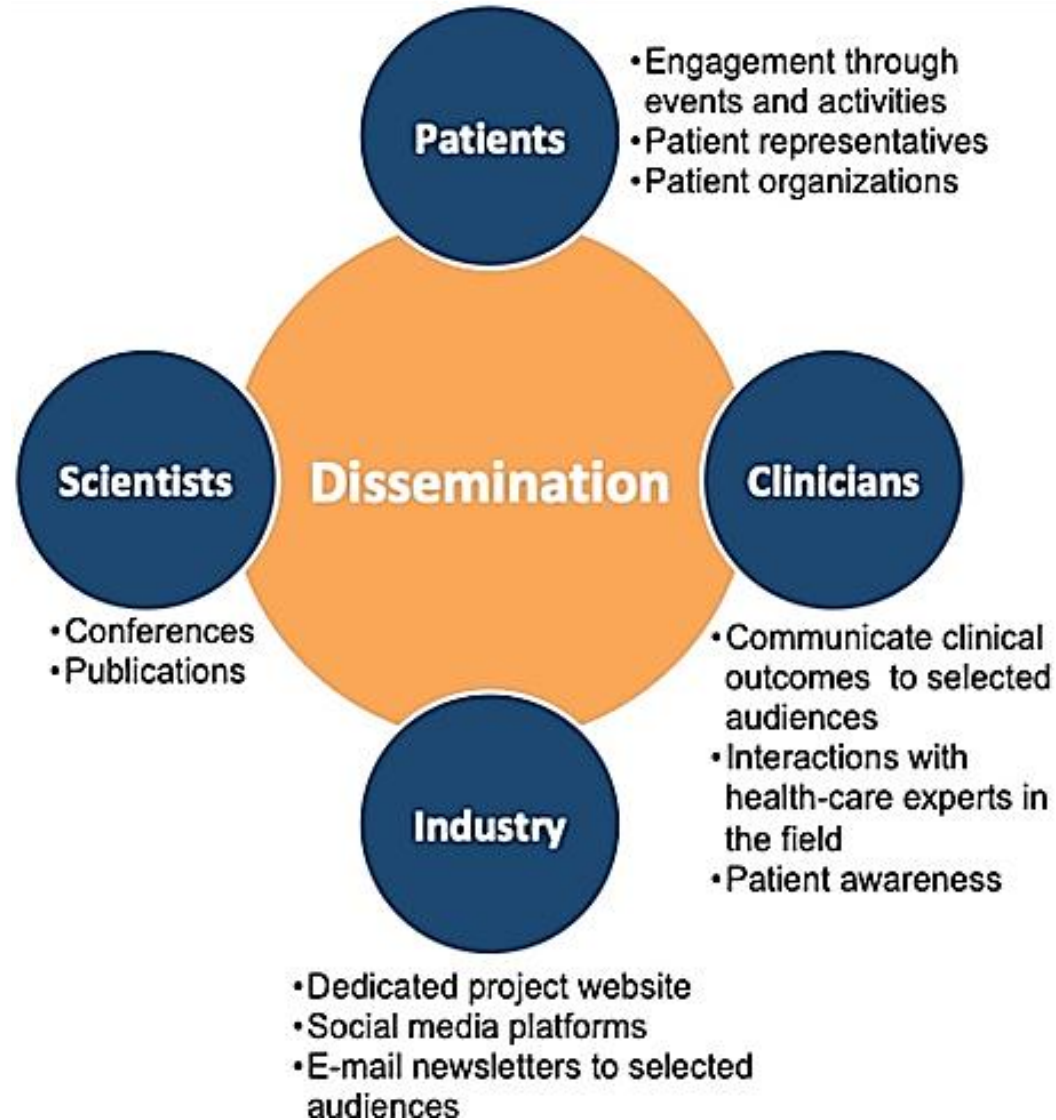 Patients
•Engagement through
events and activities
•Patient representatives
•Patient organizations
Scientists
Dissemination
Clinicians
•Conferences
•Publications
•Communicate clinical
outcomes to selected
audiences
•Interactions with
health-care experts in
the field
•Patient awareness
Industry
•Dedicated project website
•Social media platforms
•E-mail newsletters to selected
audiences